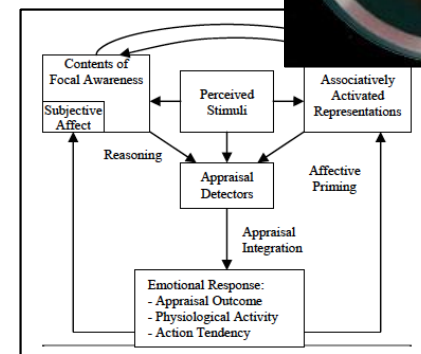 Contents of
Focal Awareness
Subjective
Affect
Perceived
Stimuli
Associatively
Activated
Representations
Reasoning
Appraisal
Detectors
Affective
Priming
Appraisal
Integration
Emotional Response:
- Appraisal Outcome
- Physiological Activity
- Action Tendency